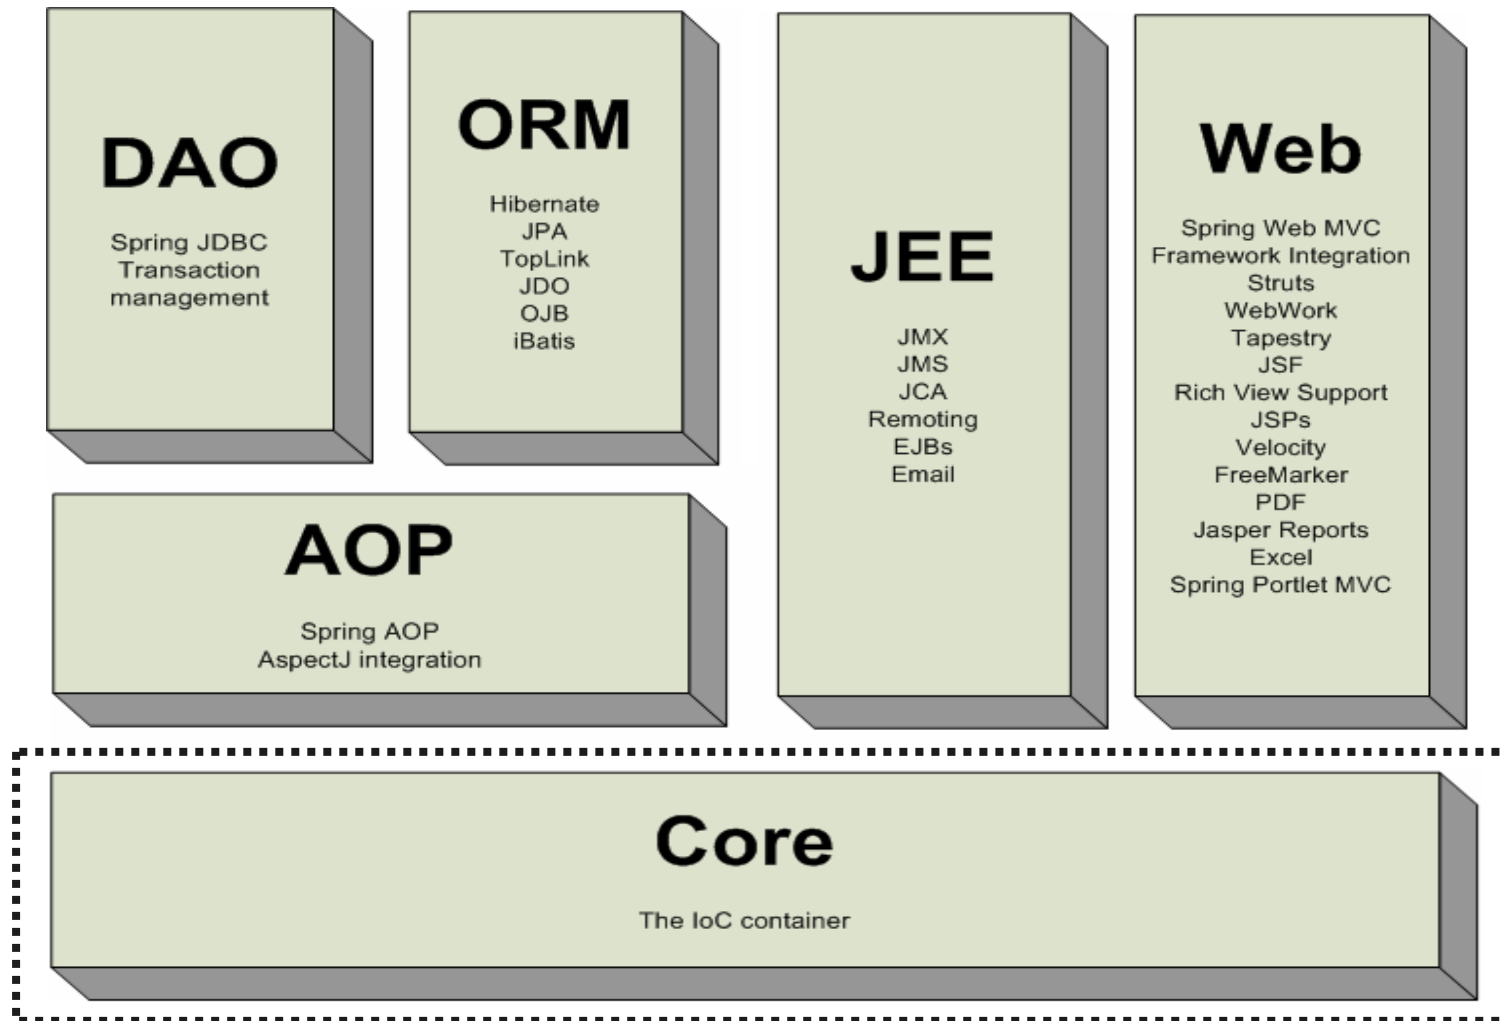 DAO
Spring JDBC
Transaction
management
ORM
Hibernate
JPA
TopLink
JDO
OJB
iBatis
JEE
JMX
JMS
JCA
Remoting
EJBs
Email
Web
Spring Web MVC
Framework Integration
Struts
WebWork
Tapestry
JSF
Rich View Support
JSPs
Velocity
FreeMarker
PDF
Jasper Reports
Excel
Spring Portlet MVC
AOP
Spring AOP
AspectJ integration
Core
The IoC container